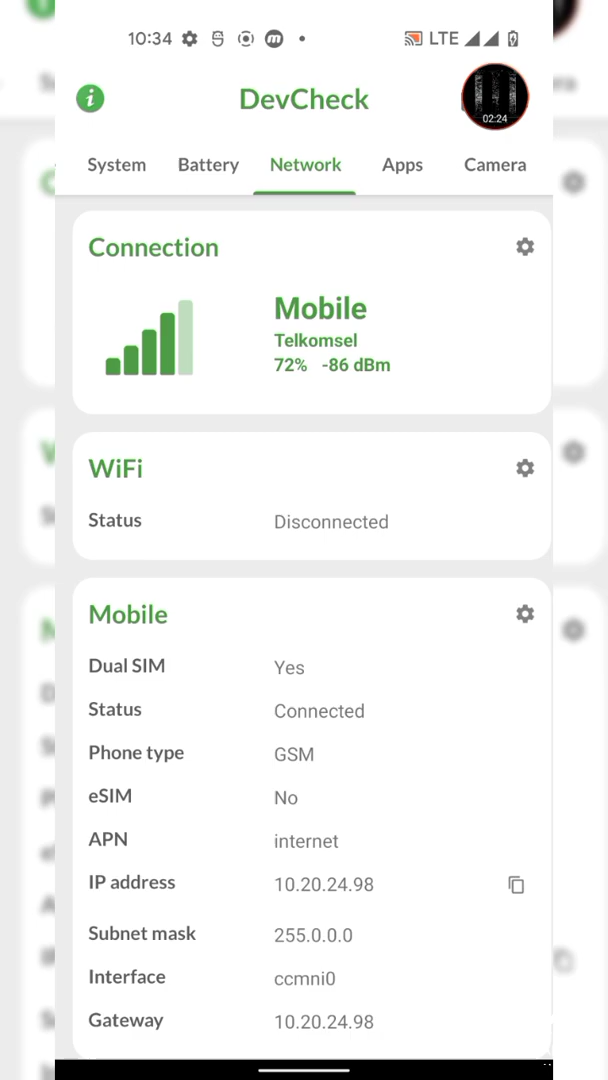 10:34 LTE
DevCheck
02:24
System Battery Network Apps Camera
Connection
Mobile
Telkomsel
72% -86 dBm
WiFi
Status Disconnected
Mobile
Dual SIM Yes
Status Connected
Phone type GSM
eSIM No
APN internet
IP address 10.20.24.98
Subnet mask 255.0.0.0
Interface ccmni0
Gateway 10.20.24.98